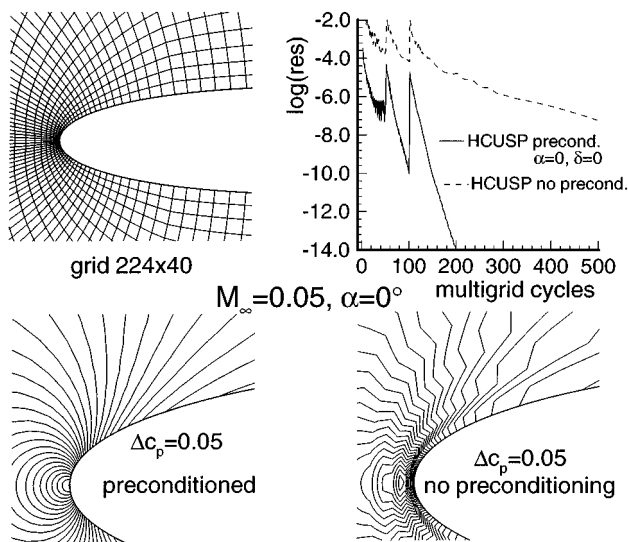 -2.0
-4.0
-6.0
-8.0
-10.0
-12.0
-14.0
log(res)
HCUSP precond.
α=0, δ=0
HCUSP no precond.
0 100 200 300 400 500
multigrid cycles
grid 224x40
M∞=0.05, α=0°
Δcp=0.05
preconditioned
Δcp=0.05
no preconditioning